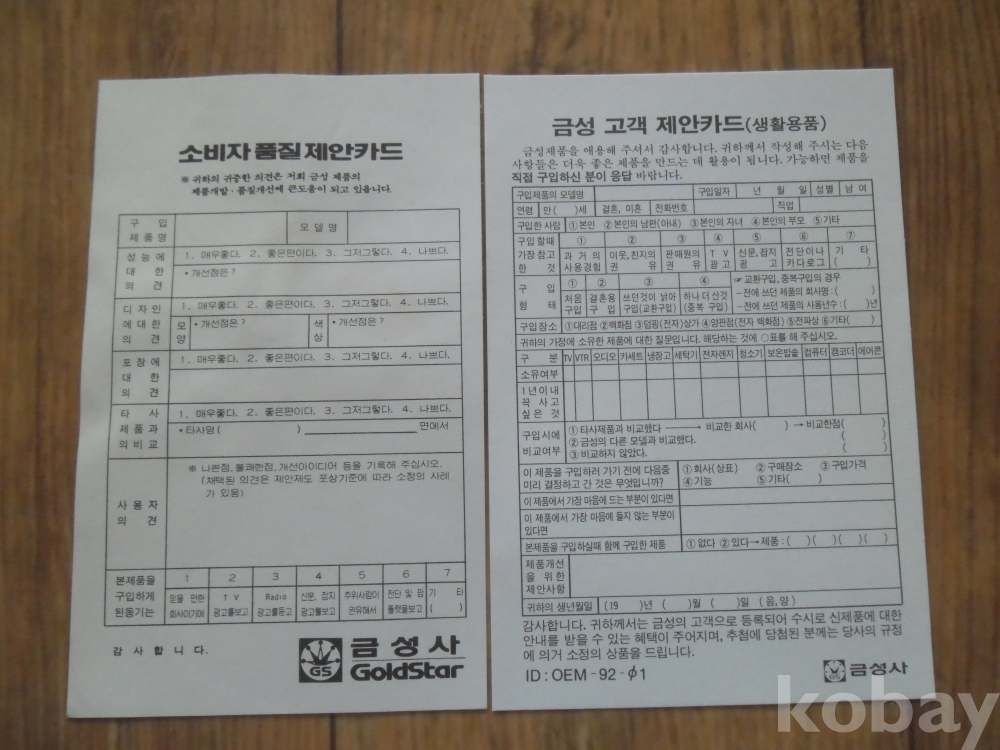 소비자 품질 제안카드
※ 귀하의 귀중한 의견은 저희 금성 제품의
제품개발·품질개선에 큰도움이 되고 있읍니다.
구 입
제 품 명
모 델 명
성 능 에
대 한
의 견
1. 매우좋다. 2. 좋은편이다. 3. 그저그렇다. 4. 나쁘다.
• 개선점은?
디 자 인
에 대 한
의 견
1. 매우좋다. 2. 좋은편이다. 3. 그저그렇다. 4. 나쁘다.
모양
• 개선점은?
색상
• 개선점은?
포 장 에
대 한
의 견
1. 매우좋다. 2. 좋은편이다. 3. 그저그렇다. 4. 나쁘다.
타 사
제 품 과
의 비 교
1. 매우좋다. 2. 좋은편이다. 3. 그저그렇다. 4. 나쁘다.
• 타사명 ( ) 면에서
사 용 자
의 견
※ 나쁜점, 불쾌한점, 개선아이디어 등을 기록해 주십시오.
(채택된 의견은 제안제도 포상기준에 따라 소정의 사례
가 있음)
본제품을
구입하게
된동기는
1 2 3 4 5 6 7
믿을 만한 T V Radio 신문, 잡지 주위사람이 전단 및 팜 기 타
회사이기에 광고를보고 광고를듣고 광고를보고 권유해서 플렛을보고 ( )
감 사 합 니 다.
GS 금성사
GoldStar
금성 고객 제안카드(생활용품)
금성제품을 애용해 주셔서 감사합니다. 귀하께서 작성해 주시는 다음
사항들은 더욱 좋은 제품을 만드는 데 활용이 됩니다. 가능하면 제품을
직접 구입하신 분이 응답 바랍니다.
구입제품의 모델명 구입일자 년 월 일 성별 남 여
연령 만( )세 결혼, 미혼 전화번호 직업
구입한 사람 ①본인 ②본인의 남편(아내) ③본인의 자녀 ④본인의 부모 ⑤기타
구입할때
가장 참고
한 것
① ② ③ ④ ⑤ ⑥ ⑦
과 거 의 이웃,친지의 판매원의 T V 신문,잡지 전단이나 기 타
사용경험 권 유 권 유 광 고 광 고 카다로그 ( )
구 입
형 태
① ② ③ ④
처음 결혼용 쓰던것이 낡아 하나 더 산것
구입 구 입 구입(교환구입) (중복 구입)
☞교환구입, 중복구입의 경우
–전에 쓰던 제품의 회사명 :( )
–전에 쓰던 제품의 사용년수 :( )년
구입장소 ①대리점 ②백화점 ③덤핑(전자)상가 ④양판점(전자 백화점) ⑤전파상 ⑥기타( )
귀하의 가정에 소유한 제품에 대한 질문입니다. 해당하는 것에 ○표를 해 주십시오.
구 분 TV VTR 오디오 카세트 냉장고 세탁기 전자렌지 청소기 보온밥솥 컴퓨터 캠코더 에어콘
소유여부
1년이내
꼭 사고
싶은 것
구입시에
비교여부
① 타사제품과 비교했다 → 비교한 회사( ) → 비교한점( )
② 금성의 다른 모델과 비교했다. ( )
③ 비교하지 않았다. ( )
이 제품을 구입하러 가기 전에 다음중
미리 결정하고 간 것은 무엇입니까?
①회사(상표) ②구매장소 ③구입가격
④기능 ⑤기타( )
이 제품에서 가장 마음에 드는 부분이 있다면
이 제품에서 가장 마음에 들지 않는 부분이
있다면
본제품을 구입하실때 함께 구입한 제품 ①없다 ②있다→제품 :( )( )( )( )
제품개선
을 위한
제안사항
귀하의 생년월일 (19 )년 ( )월 ( )일 (음,양)
감사합니다. 귀하께서는 금성의 고객으로 등록되어 수시로 신제품에 대한
안내를 받을 수 있는 혜택이 주어지며, 추첨에 당첨된 분께는 당사의 규정
에 의거 소정의 상품을 드립니다.
ID : OEM - 92 - ∅1
GS 금성사
kobay